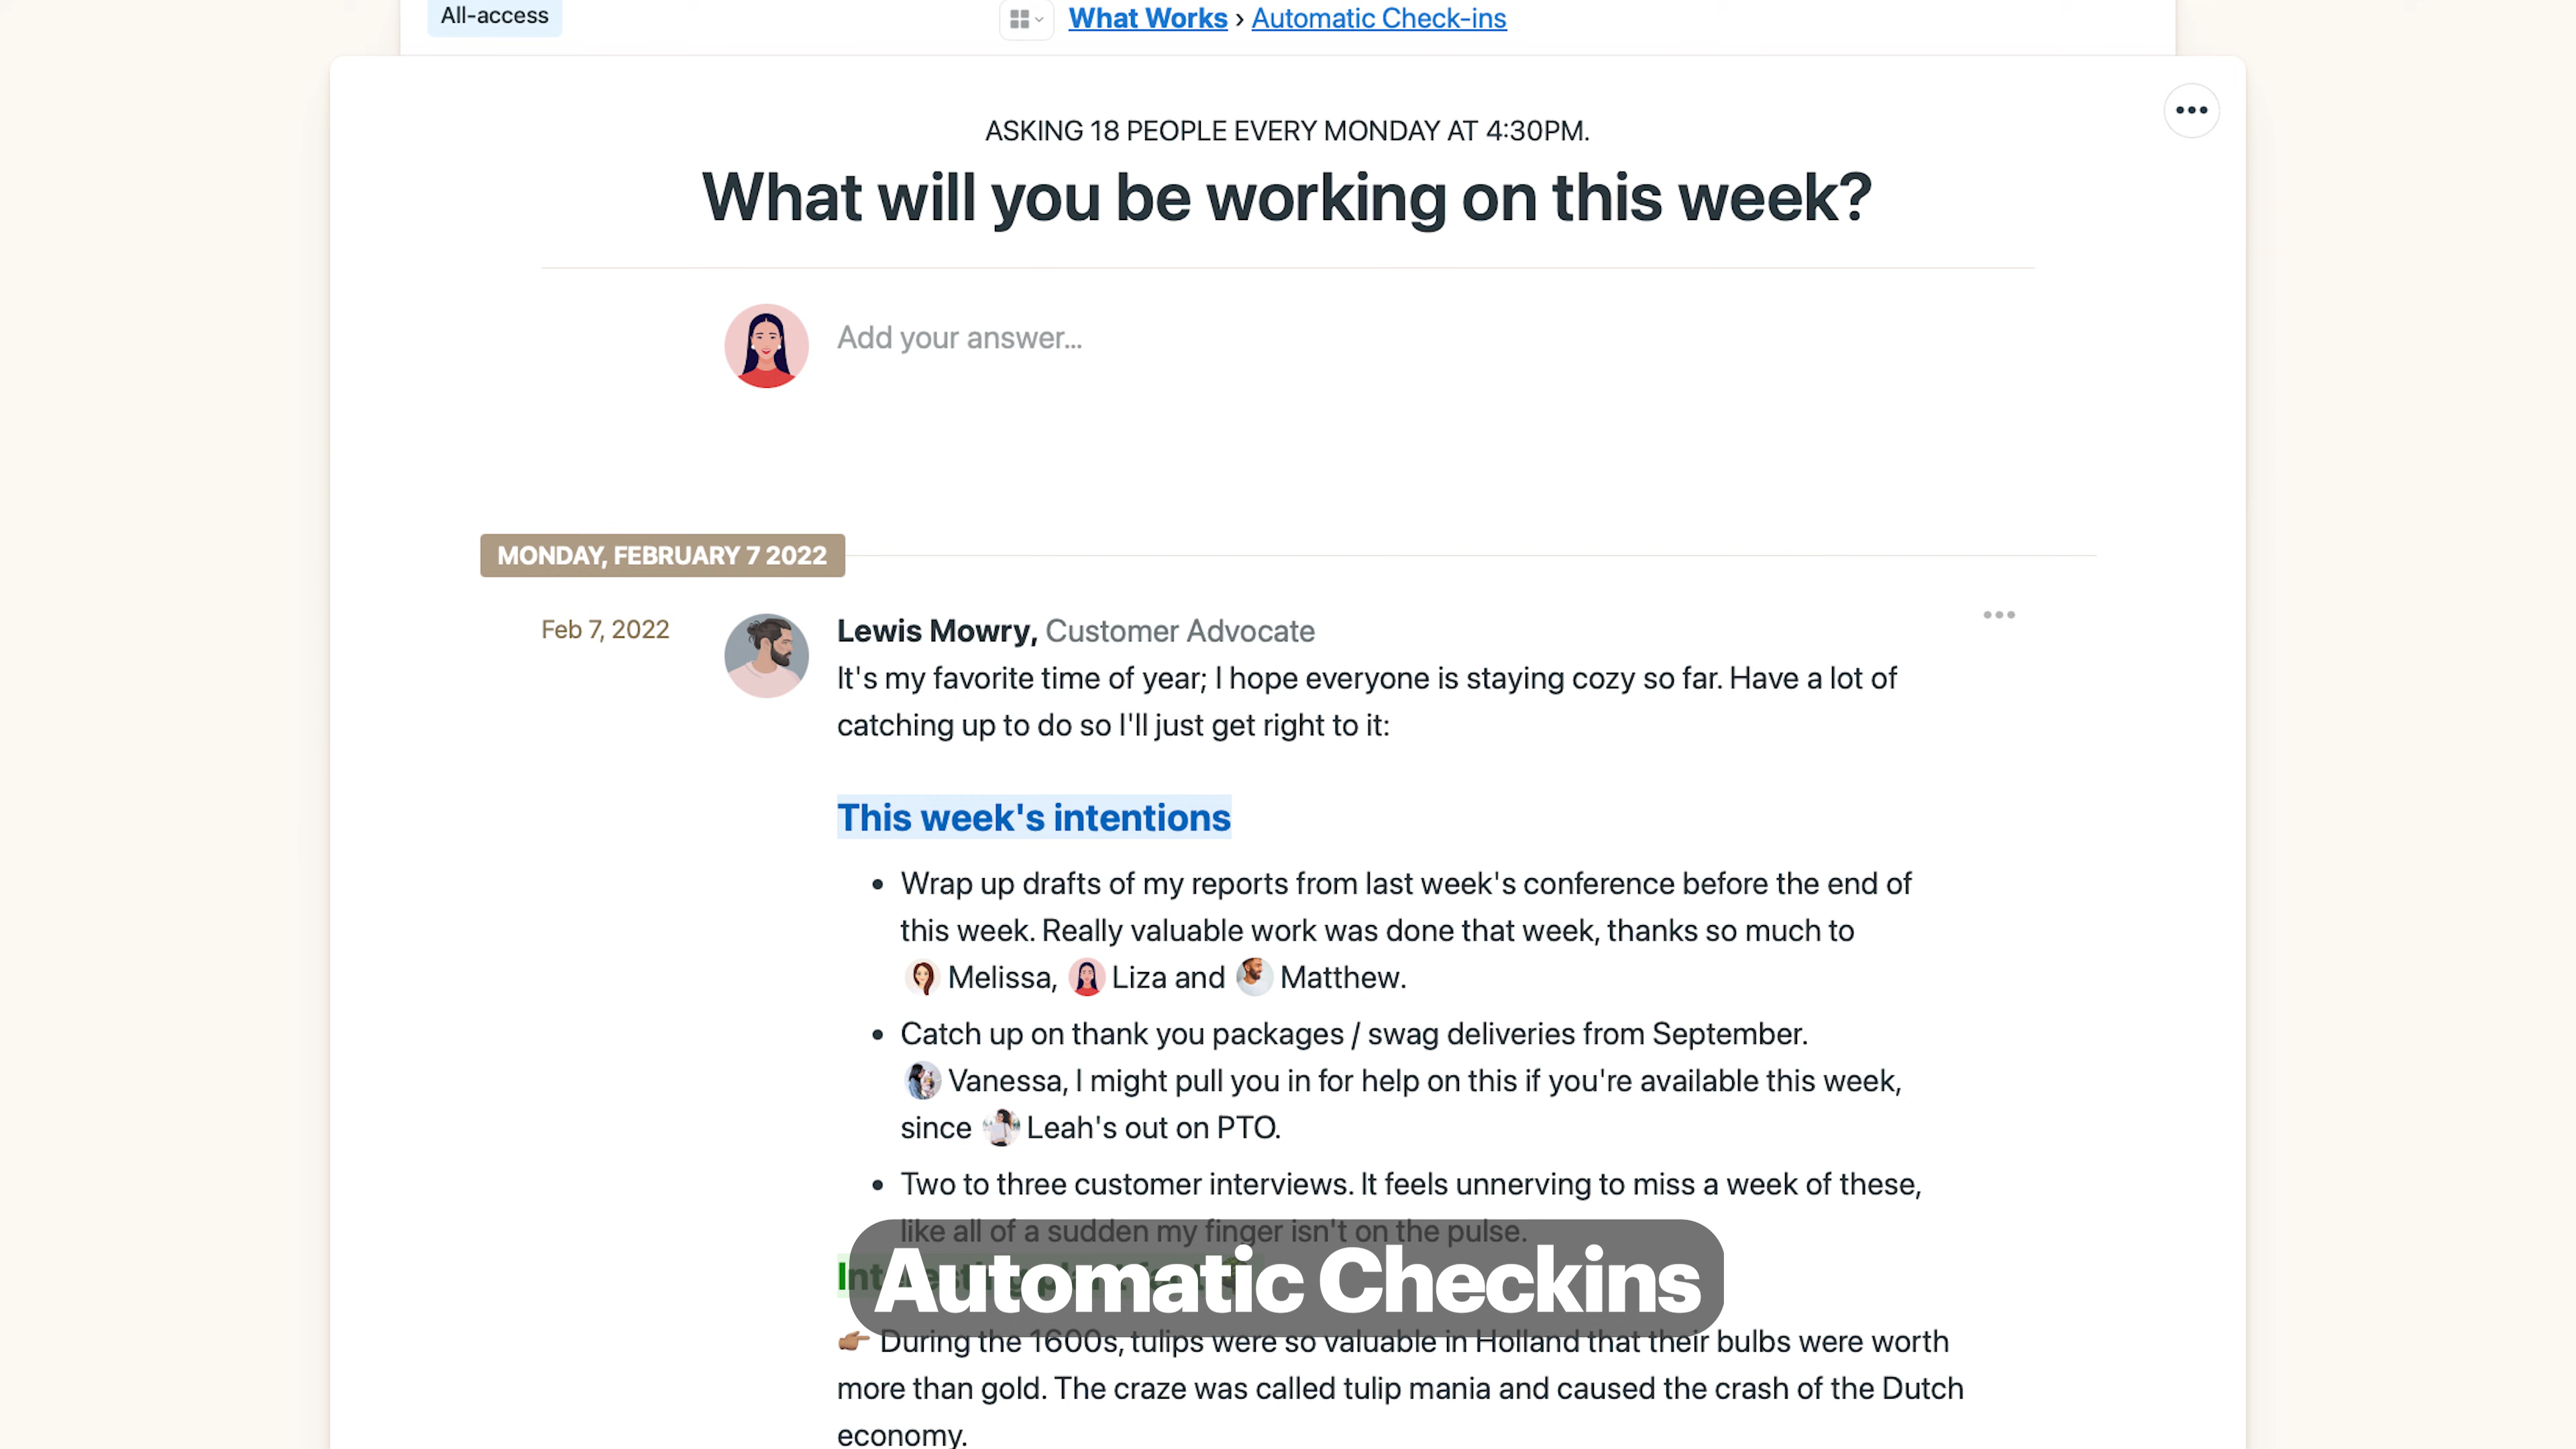 All-access
What Works › Automatic Check-ins
ASKING 18 PEOPLE EVERY MONDAY AT 4:30PM.
What will you be working on this week?
Add your answer...
MONDAY, FEBRUARY 7 2022
Feb 7, 2022
Lewis Mowry, Customer Advocate
It's my favorite time of year; I hope everyone is staying cozy so far. Have a lot of
catching up to do so I'll just get right to it:
This week's intentions
• Wrap up drafts of my reports from last week's conference before the end of
this week. Really valuable work was done that week, thanks so much to
Melissa, Liza and Matthew.
• Catch up on thank you packages / swag deliveries from September.
Vanessa, I might pull you in for help on this if you're available this week,
since Leah's out on PTO.
• Two to three customer interviews. It feels unnerving to miss a week of these,
like all of a sudden my finger isn't on the pulse.
Automatic Checkins
👉🏽 During the 1600s, tulips were so valuable in Holland that their bulbs were worth
more than gold. The craze was called tulip mania and caused the crash of the Dutch
economy.